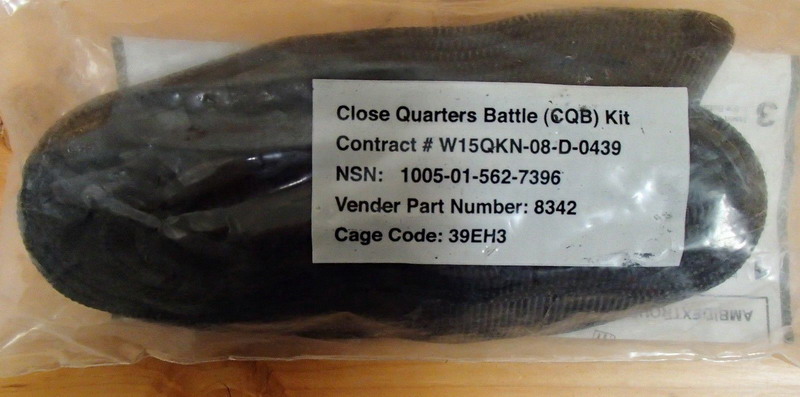 Close Quarters Battle (CQB) Kit
Contract # W15QKN-08-D-0439
NSN: 1005-01-562-7396
Vender Part Number: 8342
Cage Code: 39EH3
3